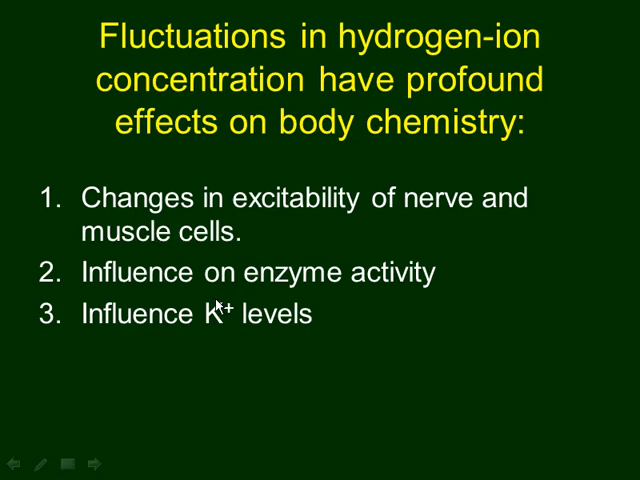 Fluctuations in hydrogen-ion
concentration have profound
effects on body chemistry:
1. Changes in excitability of nerve and
muscle cells.
2. Influence on enzyme activity
3. Influence K⁺ levels